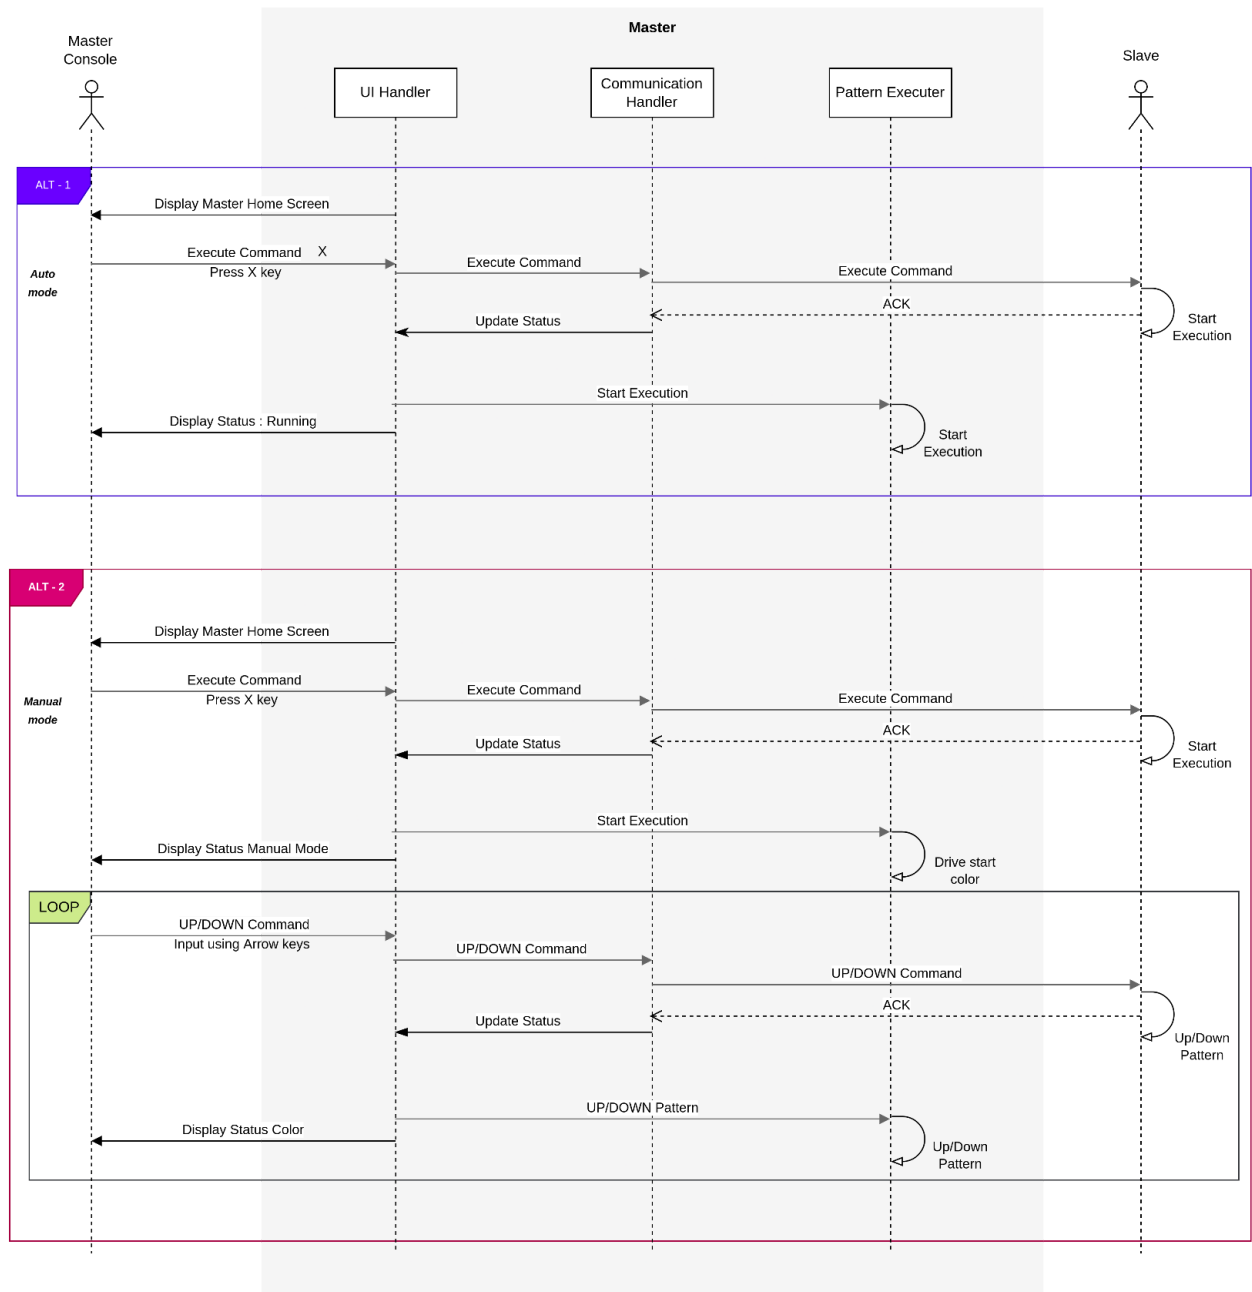 Master
Master
Console
Slave
UI Handler
Communication
Handler
Pattern Executer
ALT - 1
Display Master Home Screen
Execute Command X
Press X key
Auto
mode
Execute Command
Execute Command
ACK
Update Status
Start
Execution
Start Execution
Display Status : Running
Start
Execution
ALT - 2
Display Master Home Screen
Execute Command
Press X key
Manual
mode
Execute Command
Execute Command
ACK
Update Status
Start
Execution
Start Execution
Display Status Manual Mode
Drive start
color
LOOP
UP/DOWN Command
Input using Arrow keys
UP/DOWN Command
UP/DOWN Command
ACK
Update Status
Up/Down
Pattern
UP/DOWN Pattern
Display Status Color
Up/Down
Pattern